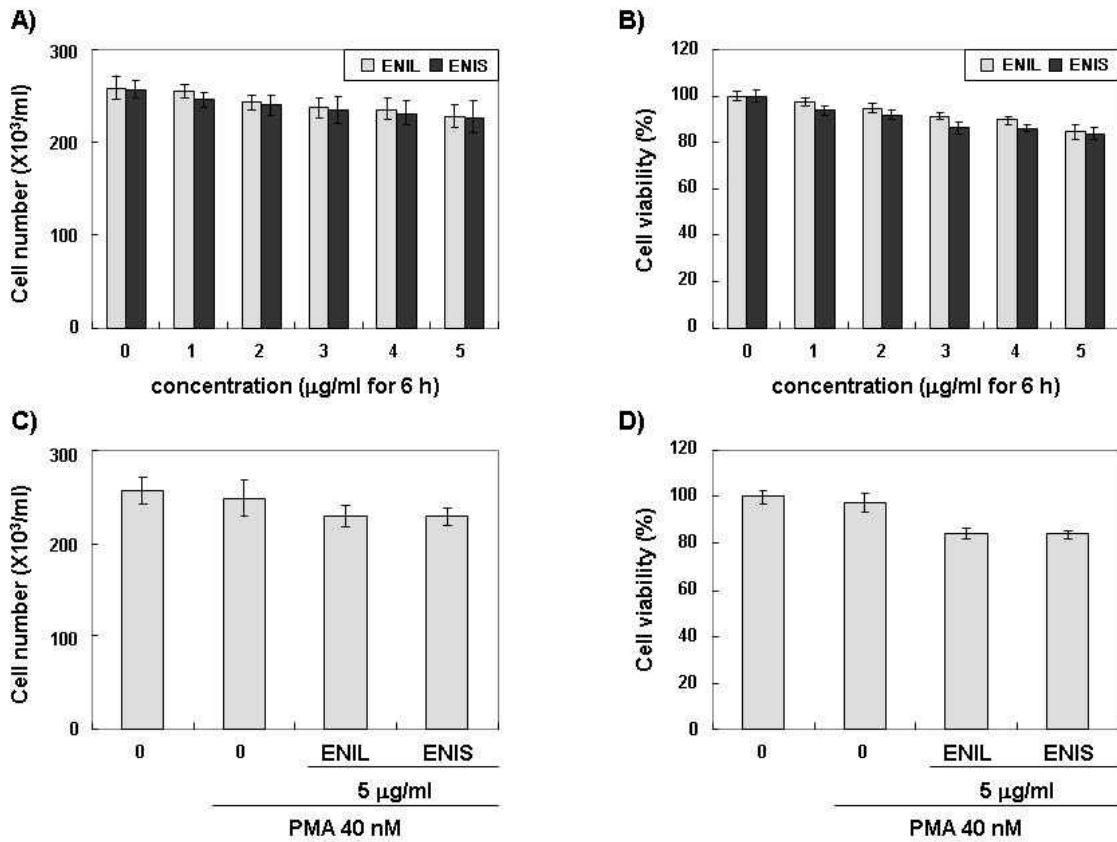 A)
300
200
100
0
Cell number (X10³/ml)
ENIL ENIS
0 1 2 3 4 5
concentration (µg/ml for 6 h)
B)
120
100
80
60
40
20
0
Cell viability (%)
ENIL ENIS
0 1 2 3 4 5
concentration (µg/ml for 6 h)
C)
300
200
100
0
Cell number (X10³/ml)
0 0 ENIL ENIS
5 µg/ml
PMA 40 nM
D)
120
100
80
60
40
20
0
Cell viability (%)
0 0 ENIL ENIS
5 µg/ml
PMA 40 nM